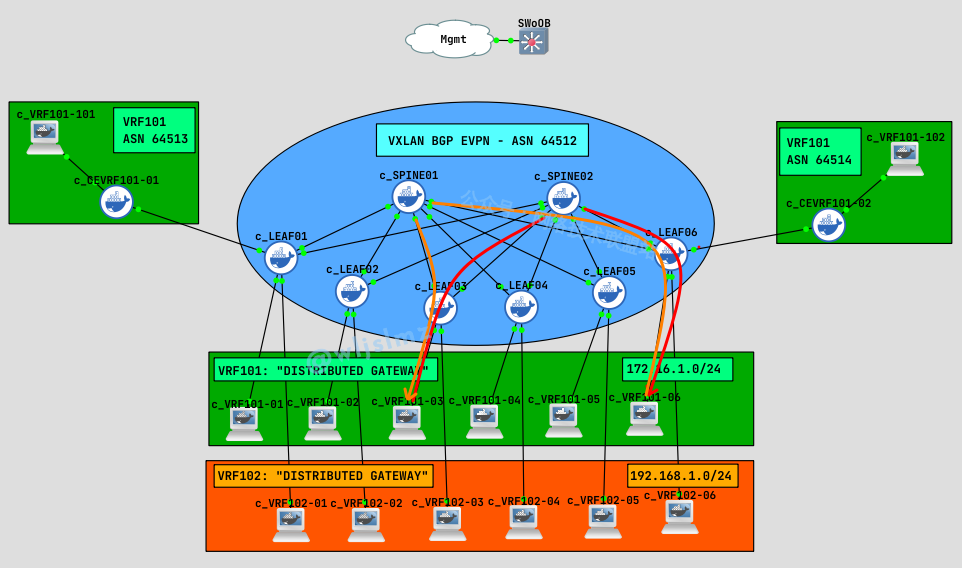 SWoOB
Mgmt
c_VRF101-101
VRF101
ASN 64513
c_CEVRF101-01
VXLAN BGP EVPN - ASN 64512
VRF101
ASN 64514
c_VRF101-102
c_CEVRF101-02
c_SPINE01
c_SPINE02
c_LEAF01
c_LEAF02
c_LEAF03
c_LEAF04
c_LEAF05
c_LEAF06
@wljslmz
VRF101: "DISTRIBUTED GATEWAY"
172.16.1.0/24
c_VRF101-01
c_VRF101-02
c_VRF101-03
c_VRF101-04
c_VRF101-05
c_VRF101-06
VRF102: "DISTRIBUTED GATEWAY"
192.168.1.0/24
c_VRF102-01
c_VRF102-02
c_VRF102-03
c_VRF102-04
c_VRF102-05
c_VRF102-06